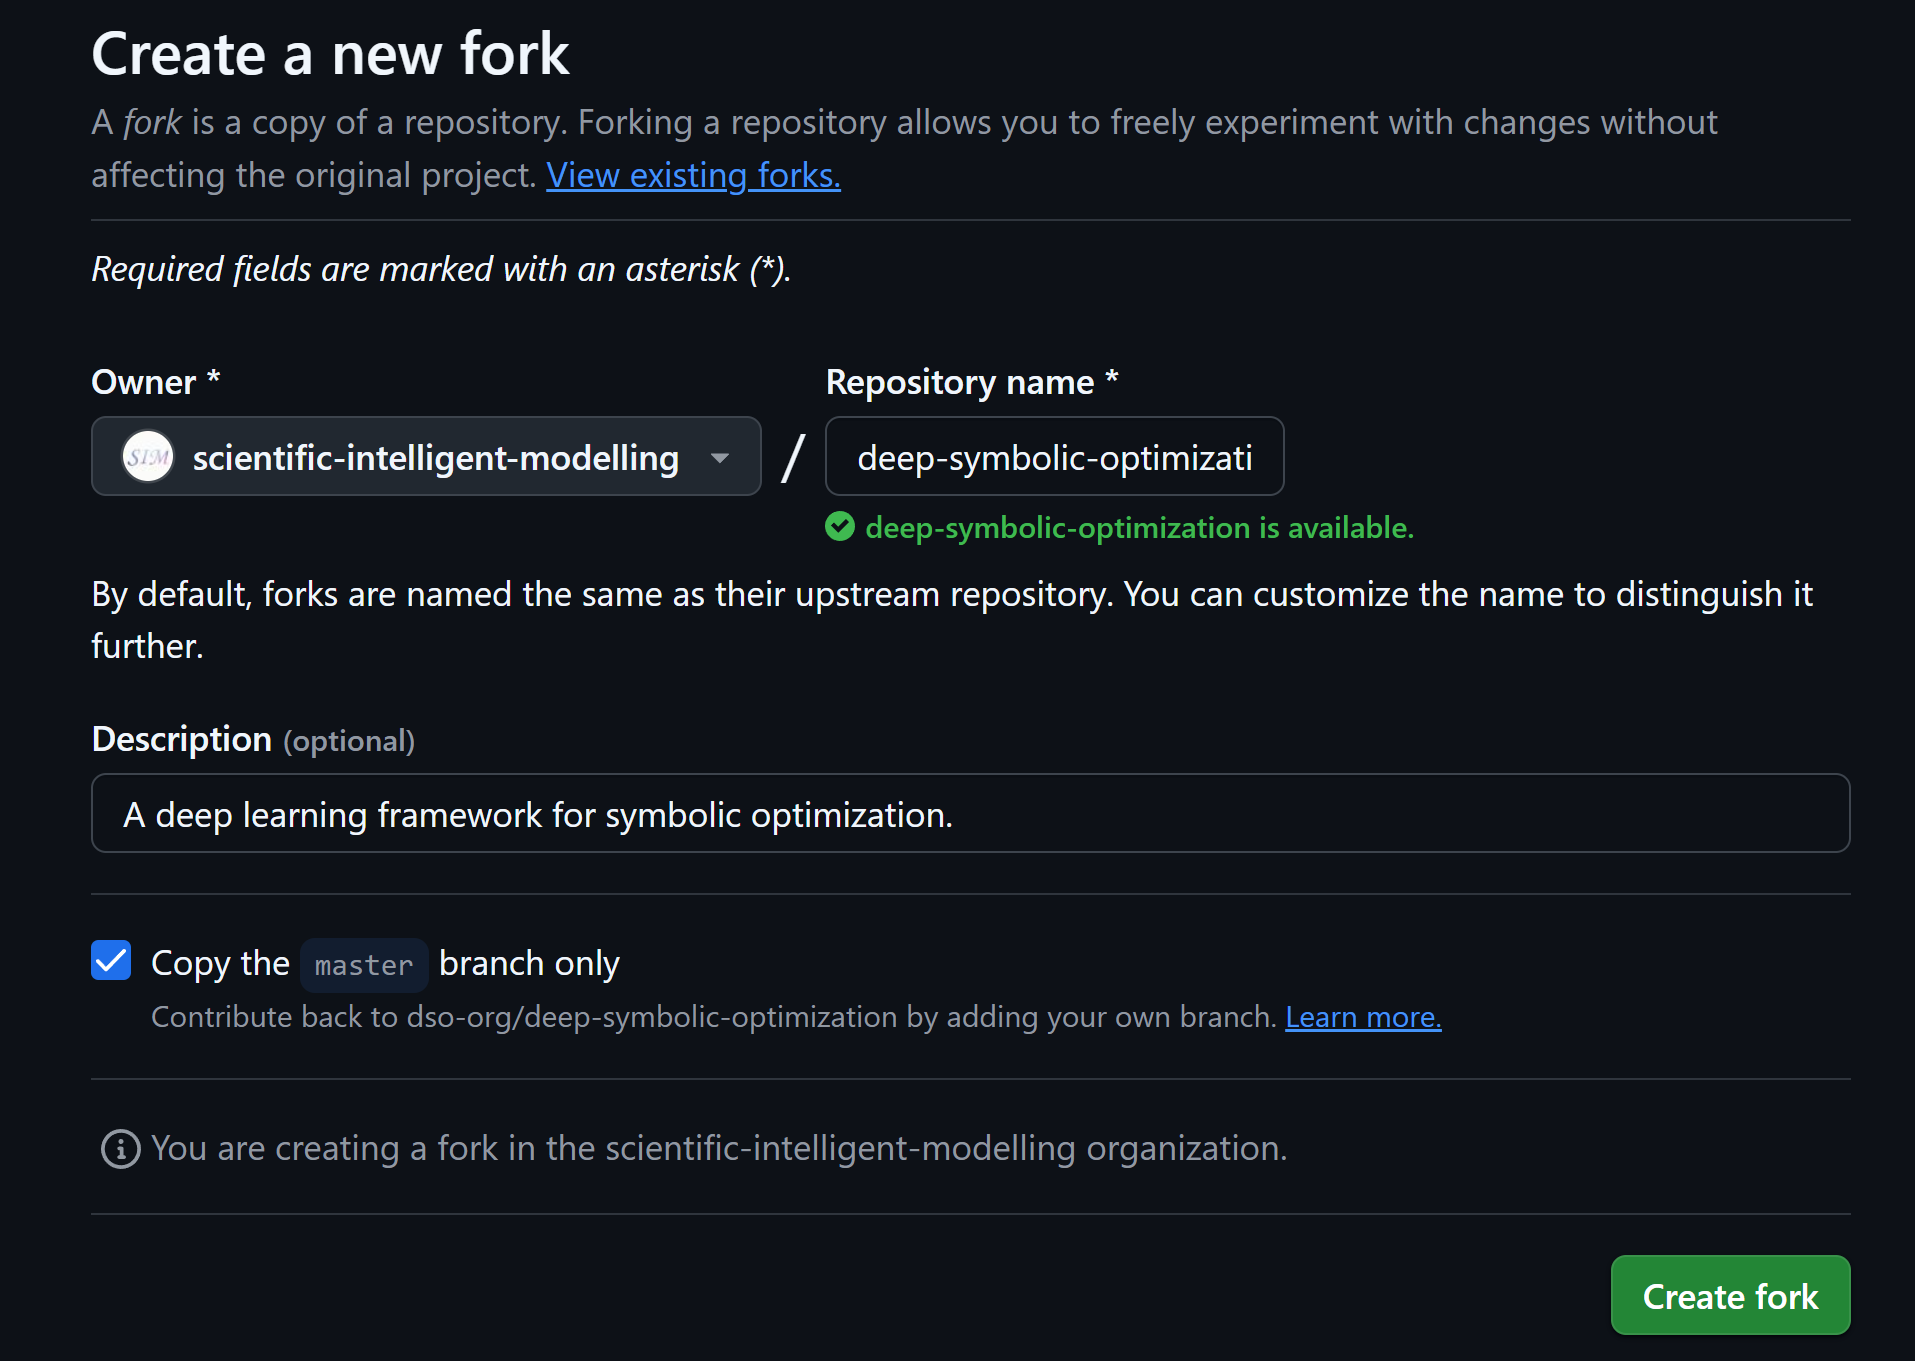 Create a new fork
A fork is a copy of a repository. Forking a repository allows you to freely experiment with changes without
affecting the original project. View existing forks.
Required fields are marked with an asterisk (*).
Owner *
Repository name *
SIM scientific-intelligent-modelling / deep-symbolic-optimizati
deep-symbolic-optimization is available.
By default, forks are named the same as their upstream repository. You can customize the name to distinguish it
further.
Description (optional)
A deep learning framework for symbolic optimization.
Copy the master branch only
Contribute back to dso-org/deep-symbolic-optimization by adding your own branch. Learn more.
You are creating a fork in the scientific-intelligent-modelling organization.
Create fork